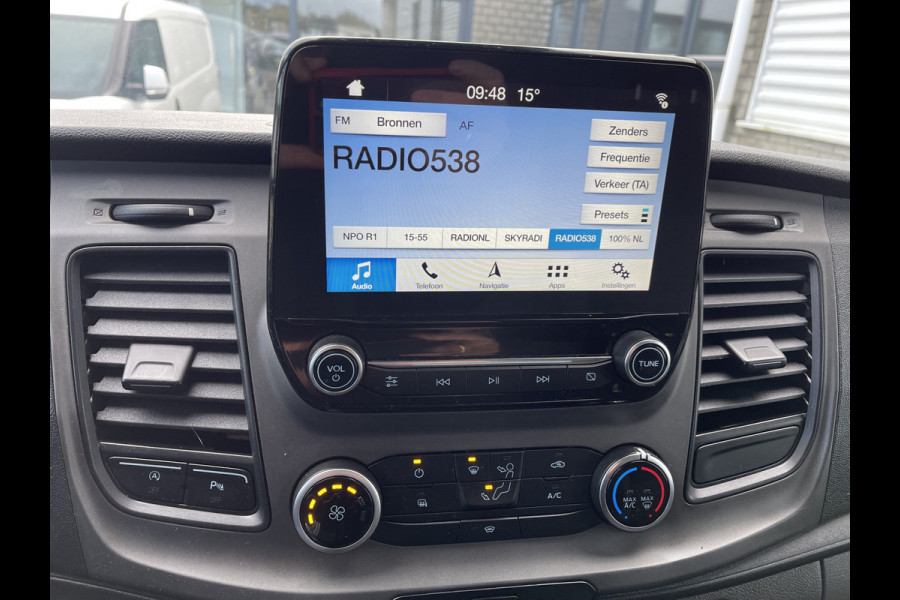 09:48 15°
FM Bronnen AF
Zenders
RADIO538
Frequentie
Verkeer (TA)
Presets
NPO R1 15-55 RADIONL SKYRADI RADIO538 100% NL
Audio Telefoon Navigatie Apps Instellingen
VOL
TUNE
A/C
MAX A/C MAX